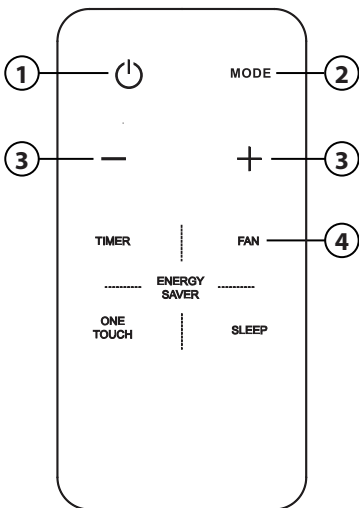 1
MODE
2
3
− +
3
TIMER
FAN
4
ENERGY
SAVER
ONE
TOUCH
SLEEP